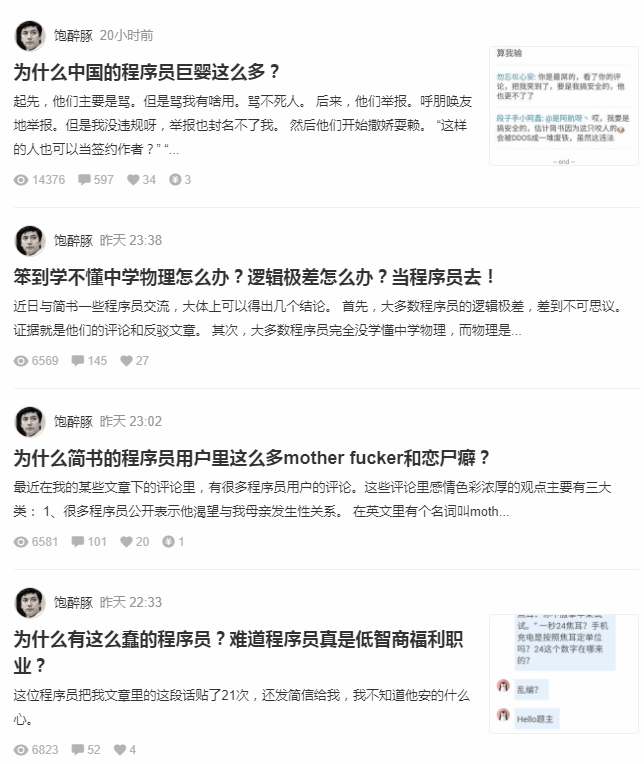 饱醉豚 20小时前
为什么中国的程序员巨婴这么多？
起先，他们主要是骂。但是骂我有啥用。骂不死人。 后来，他们举报。呼朋唤友
地举报。但是我没违规呀，举报也封名不了我。 然后他们开始撒娇耍赖。 “这样
的人也可以当签约作者？” “...
14376 597 34 3
算我输
勿忘祇心安: 你是最屌的，看了你的评
论，把我笑到了，要是我搞安全的，他
也更不了了
段子手小阿鑫: @是阿航呀丶 哎，我要是
搞安全的，估计简书因为这只咬人的
会被DDOS成一堆废铁，虽然这违法
-- end --
饱醉豚 昨天 23:38
笨到学不懂中学物理怎么办？逻辑极差怎么办？当程序员去！
近日与简书一些程序员交流，大体上可以得出几个结论。 首先，大多数程序员的逻辑极差，差到不可思议。
证据就是他们的评论和反驳文章。 其次，大多数程序员完全没学懂中学物理，而物理是...
6569 145 27
饱醉豚 昨天 23:02
为什么简书的程序员用户里这么多mother fucker和恋尸癖？
最近在我的某些文章下的评论里，有很多程序员用户的评论。这些评论里感情色彩浓厚的观点主要有三大
类： 1、很多程序员公开表示他渴望与我母亲发生性关系。 在英文里有个名词叫moth...
6581 101 20 1
饱醉豚 昨天 22:33
为什么有这么蠢的程序员？难道程序员真是低智商福利职
业？
这位程序员把我文章里的这段话贴了21次，还发简信给我，我不知道他安的什么
心。
6823 52 4
试。” 一秒24焦耳？手机
充电是按照焦耳定单位
吗？24这个数字在哪来
的？
乱编？
Hello题主